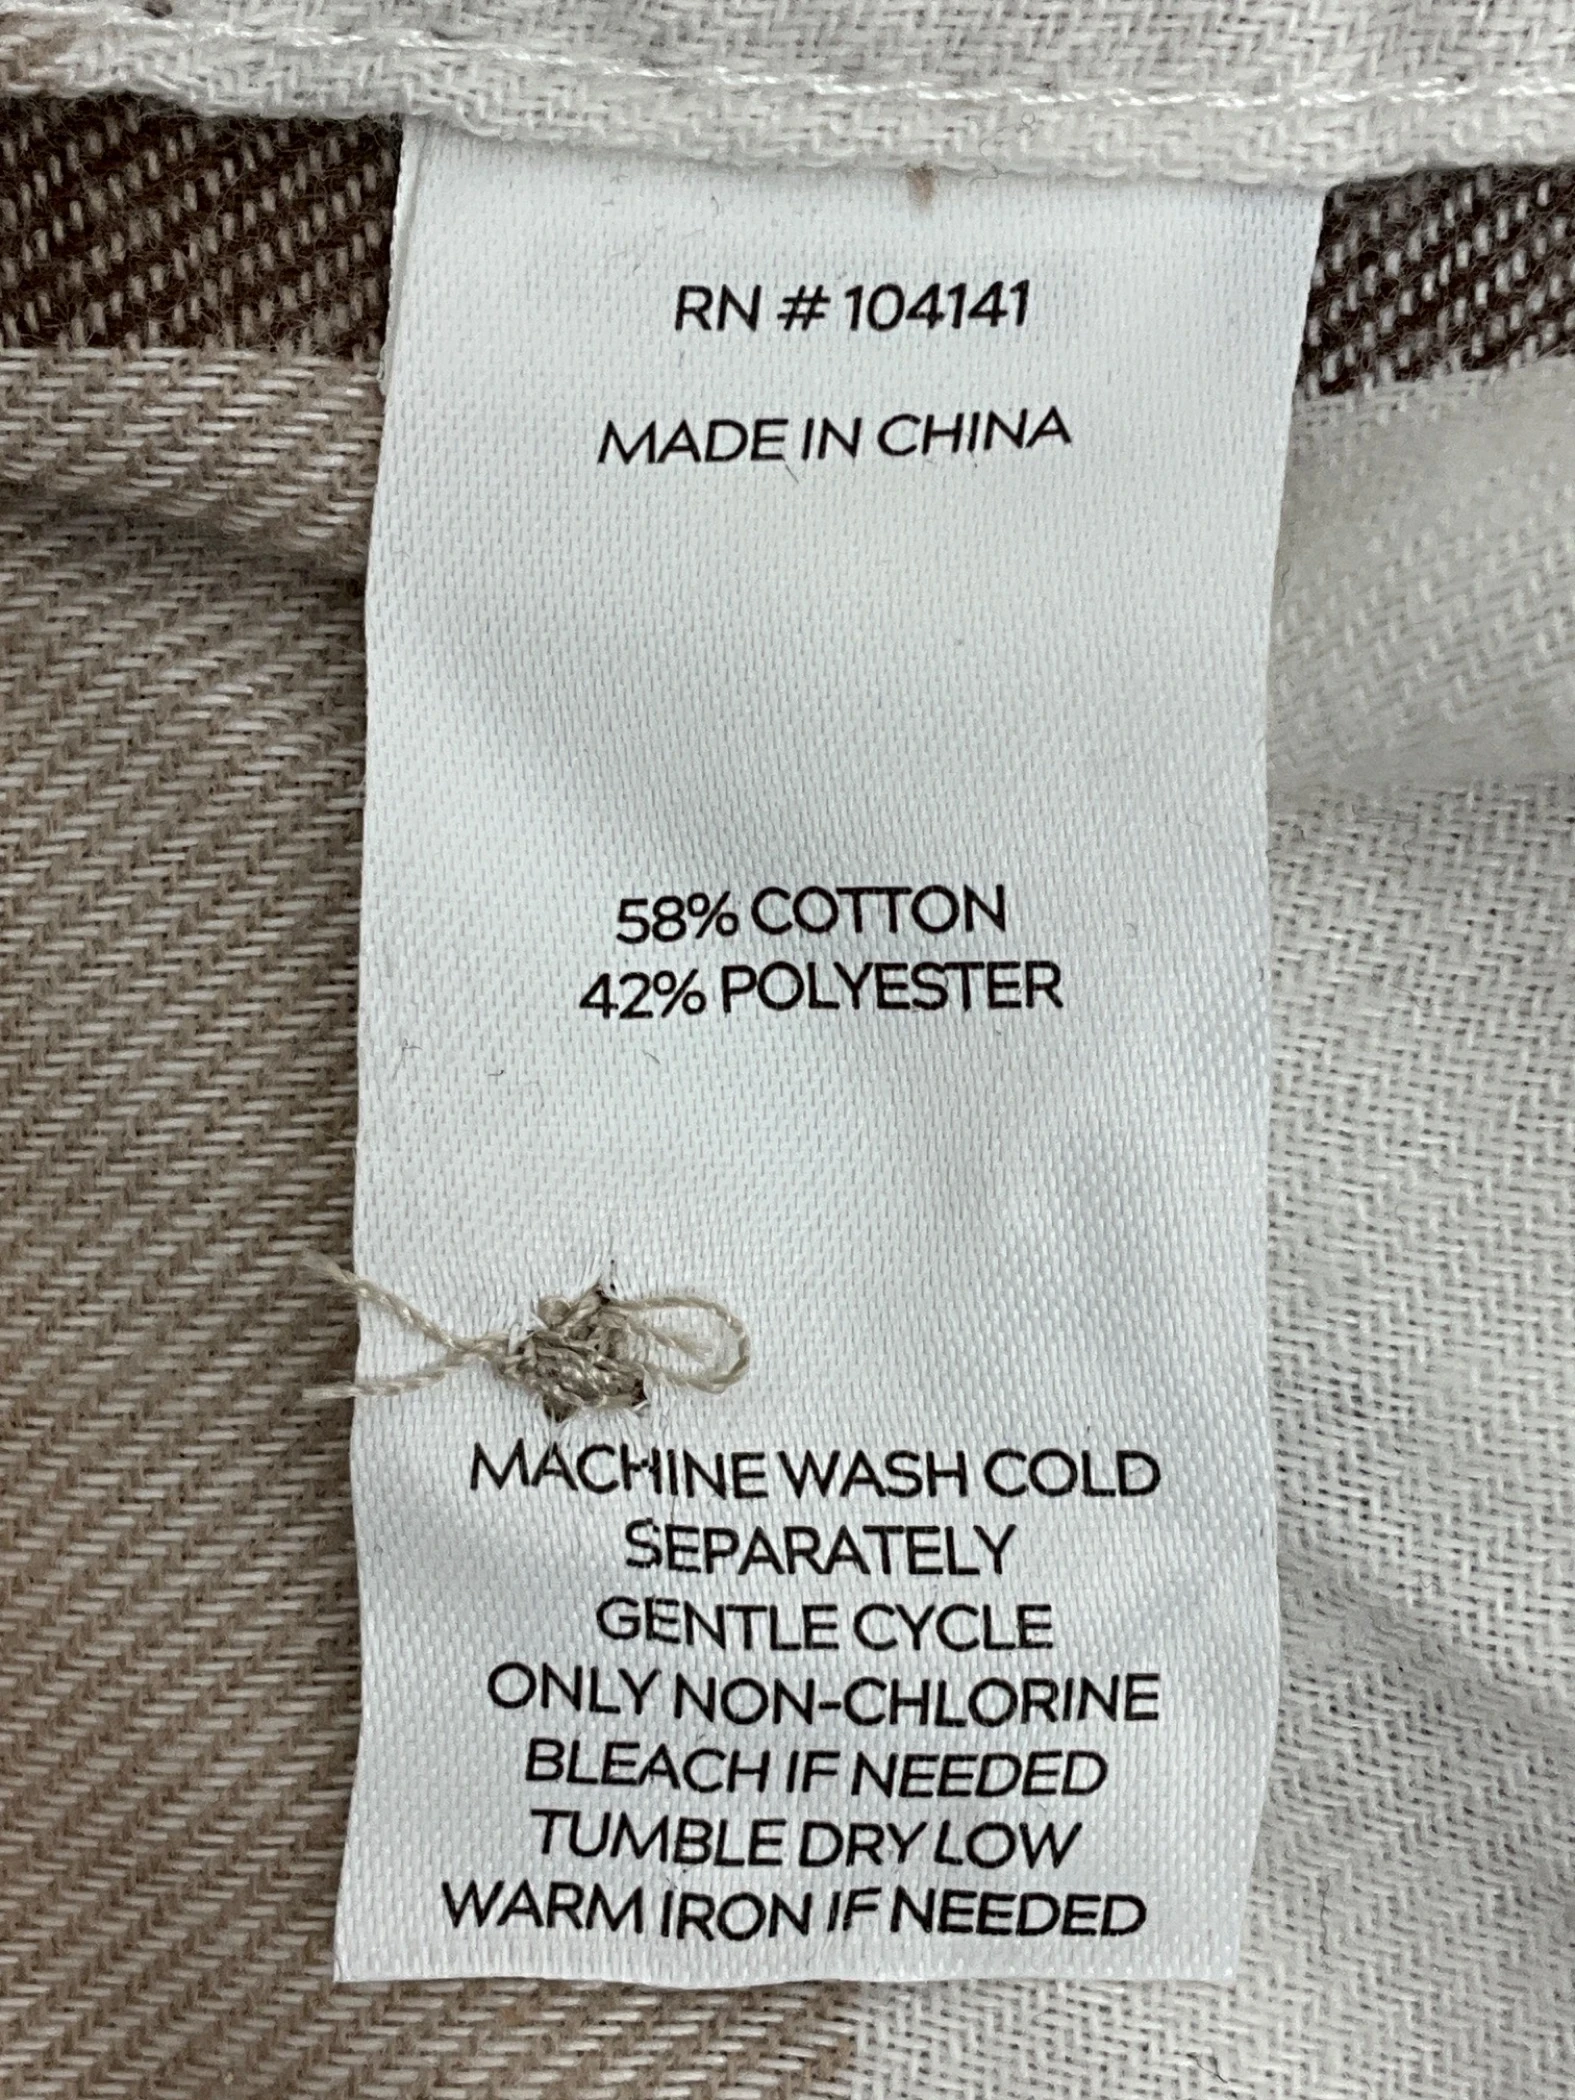 RN # 104141
MADE IN CHINA
58% COTTON
42% POLYESTER
MACHINE WASH COLD
SEPARATELY
GENTLE CYCLE
ONLY NON-CHLORINE
BLEACH IF NEEDED
TUMBLE DRY LOW
WARM IRON IF NEEDED